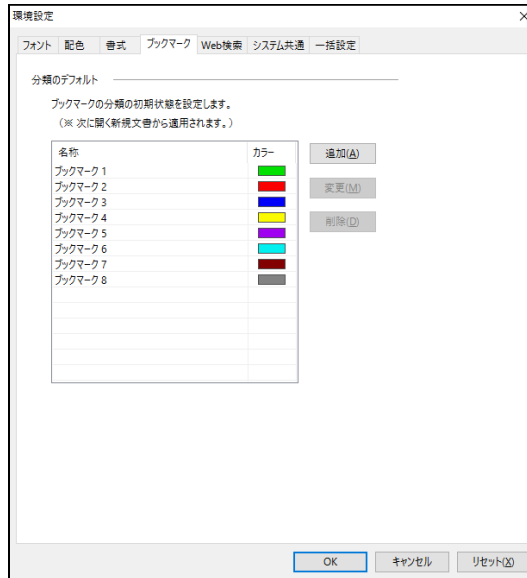 環境設定
フォント 配色 書式 ブックマーク Web検索 システム共通 一括設定
分類のデフォルト
ブックマークの分類の初期状態を設定します。
(※ 次に開く新規文書から適用されます。)
名称 カラー
追加(A)
ブックマーク 1
ブックマーク 2
変更(M)
ブックマーク 3
ブックマーク 4
削除(D)
ブックマーク 5
ブックマーク 6
ブックマーク 7
ブックマーク 8
OK キャンセル リセット(X)